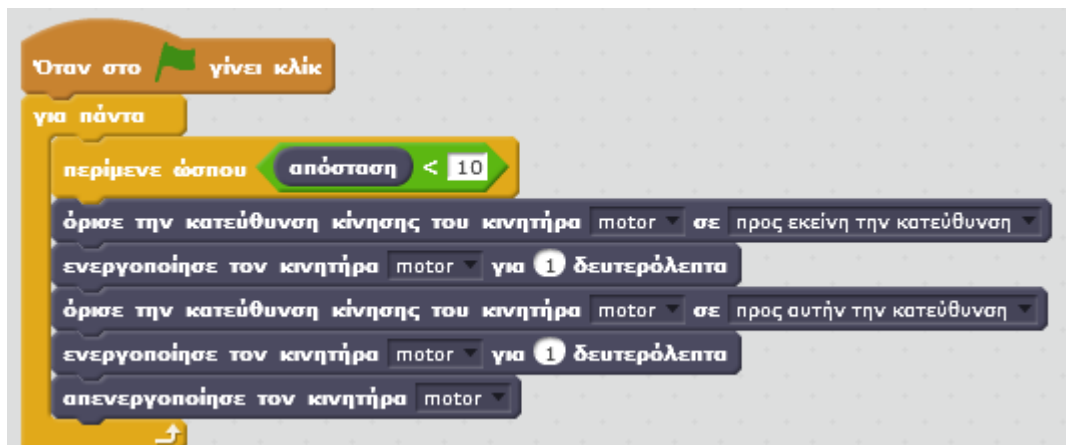 Όταν στο γίνει κλίκ
για πάντα
περίμενε ώσπου απόσταση < 10
όρισε την κατεύθυνση κίνησης του κινητήρα motor σε προς εκείνη την κατεύθυνση
ενεργοποίησε τον κινητήρα motor για 1 δευτερόλεπτα
όρισε την κατεύθυνση κίνησης του κινητήρα motor σε προς αυτήν την κατεύθυνση
ενεργοποίησε τον κινητήρα motor για 1 δευτερόλεπτα
απενεργοποίησε τον κινητήρα motor